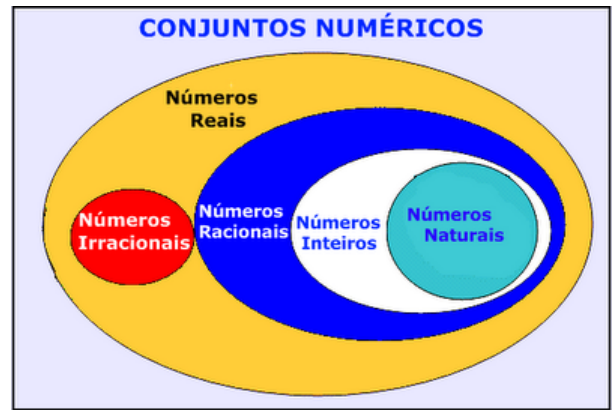 CONJUNTOS NUMÉRICOS
Números
Reais
Números
Irracionais
Números
Racionais
Números
Inteiros
Números
Naturais